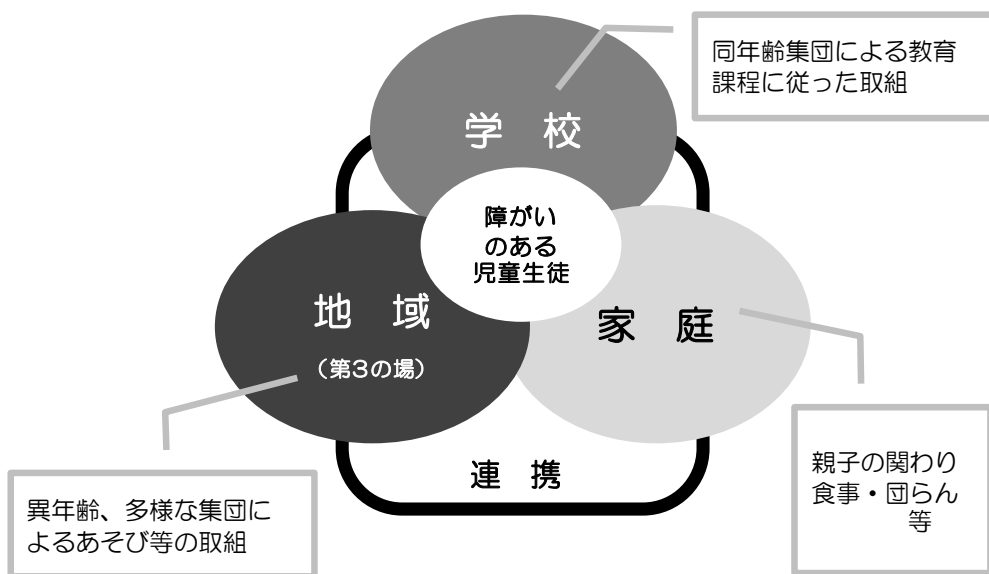 同年齢集団による教育
課程に従った取組
学　校
障がい
のある
児童生徒
地　域
（第3の場）
家　庭
連　携
親子の関わり
食事・団らん
等
異年齢、多様な集団に
よるあそび等の取組